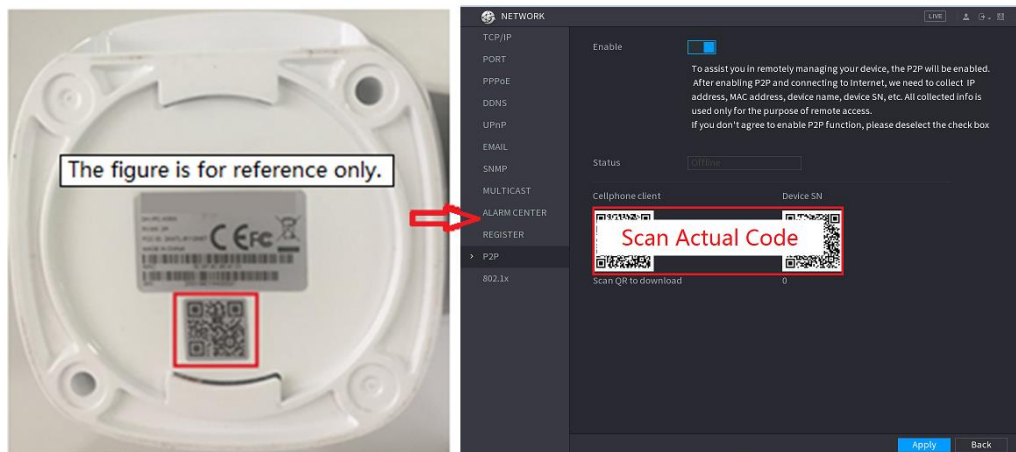 The figure is for reference only.
CE FC
NETWORK
LIVE
TCP/IP
PORT
PPPoE
DDNS
UPnP
EMAIL
SNMP
MULTICAST
ALARM CENTER
REGISTER
> P2P
802.1x
Enable
To assist you in remotely managing your device, the P2P will be enabled.
After enabling P2P and connecting to Internet, we need to collect IP
address, MAC address, device name, device SN, etc. All collected info is
used only for the purpose of remote access.
If you don't agree to enable P2P function, please deselect the check box
Status
Offline
Cellphone client
Device SN
Scan Actual Code
Scan QR to download
0
Apply
Back